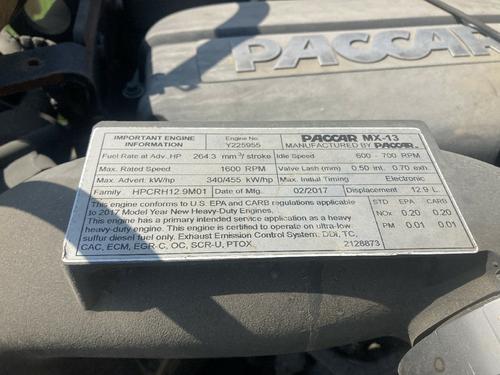 PACCAR
IMPORTANT ENGINE INFORMATION
Engine No. Y225955
PACCAR MX-13
MANUFACTURED BY PACCAR
Fuel Rate at Adv. HP 264.3 mm³/stroke Idle Speed 600 - 700 RPM
Max. Rated Speed RPM Valve Lash (mm) 0.50 int. 0.70 exh.
Max. Advert. kW/hp 340/455 kW/hp Initial Timing Electronic
Family HPCRH12.9M01 Date of Mfg. 02/2017 Displacement 12.9 L
This engine conforms to U.S. EPA and CARB regulations applicable STD EPA CARB
to 2017 Model Year New Heavy-Duty Engines. NOx 0.20 0.20
This engine has a primary intended service application as a heavy PM 0.01 0.01
heavy-duty engine. This engine is certified to operate on ultra-low
sulfur diesel fuel only. Exhaust Emission Control System: DDI, TC,
CAC, ECM, EGR-C, OC, SCR-U, PTOX. 2128873